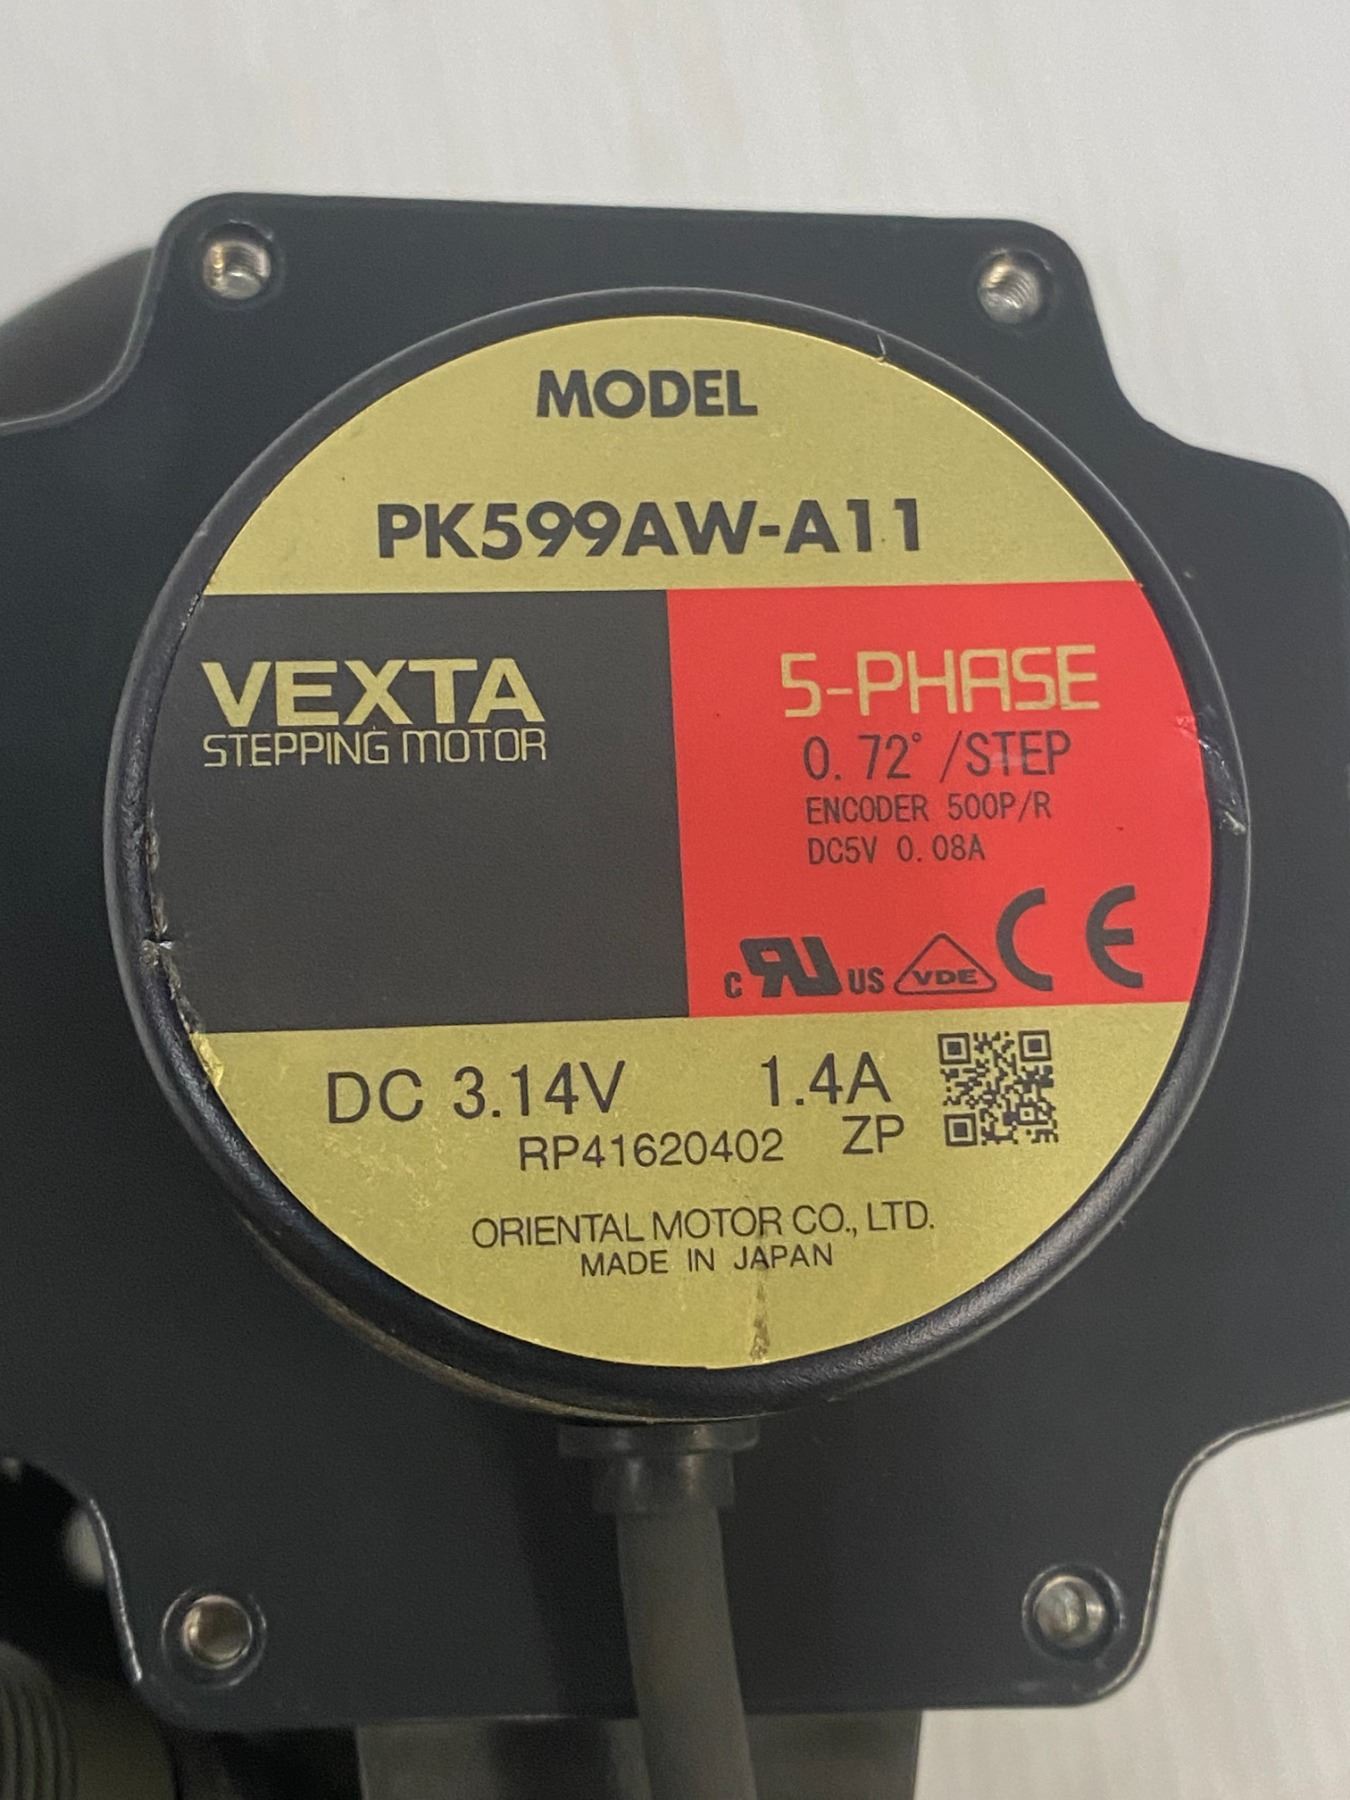 MODEL
PK599AW-A11
VEXTA
STEPPING MOTOR
5-PHASE
0.72°/STEP
ENCODER 500P/R
DC5V 0.08A
c RU US VDE CE
DC 3.14V 1.4A
RP41620402 ZP
ORIENTAL MOTOR CO., LTD.
MADE IN JAPAN